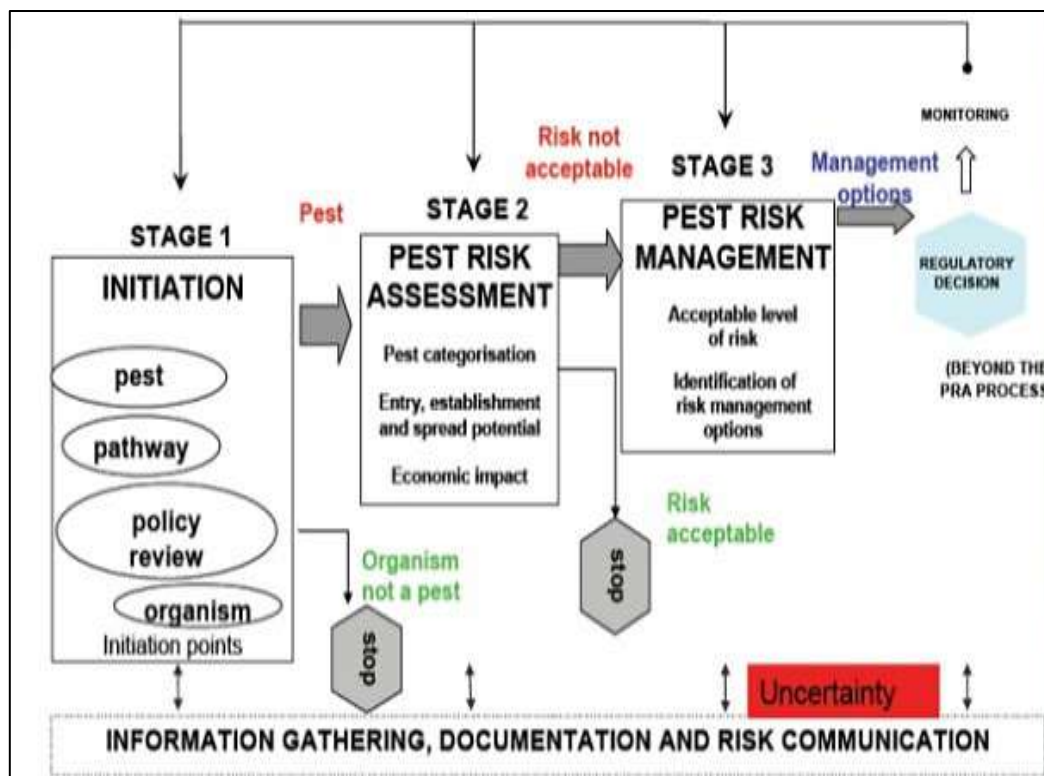 MONITORING
Risk not
acceptable
STAGE 3
Management
options
Pest
STAGE 2
STAGE 1
PEST RISK
MANAGEMENT
Acceptable level
of risk
Identification of
risk management
options
PEST RISK
ASSESSMENT
Pest categorisation
Entry, establishment
and spread potential
Economic impact
REGULATORY
DECISION
(BEYOND THE
PRA PROCESS
INITIATION
pest
pathway
policy
review
organism
Initiation points
Organism
not a pest
stop
Risk
acceptable
stop
Uncertainty
INFORMATION GATHERING, DOCUMENTATION AND RISK COMMUNICATION